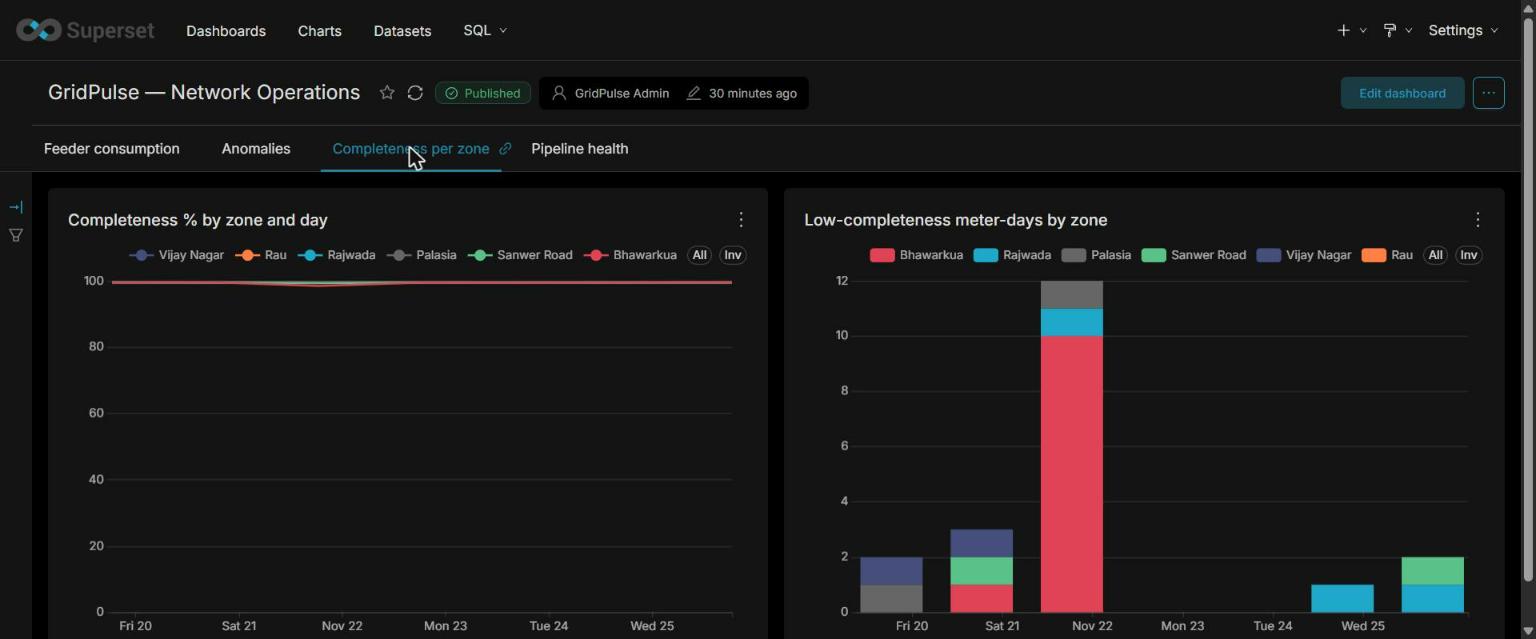 Superset Dashboards Charts Datasets SQL Settings
GridPulse — Network Operations Published GridPulse Admin 30 minutes ago Edit dashboard
Feeder consumption Anomalies Completeness per zone Pipeline health
Completeness % by zone and day
Vijay Nagar Rau Rajwada Palasia Sanwer Road Bhawarkua All Inv
100
80
60
40
20
0
Fri 20 Sat 21 Nov 22 Mon 23 Tue 24 Wed 25
Low-completeness meter-days by zone
Bhawarkua Rajwada Palasia Sanwer Road Vijay Nagar Rau All Inv
12
10
8
6
4
2
0
Fri 20 Sat 21 Nov 22 Mon 23 Tue 24 Wed 25